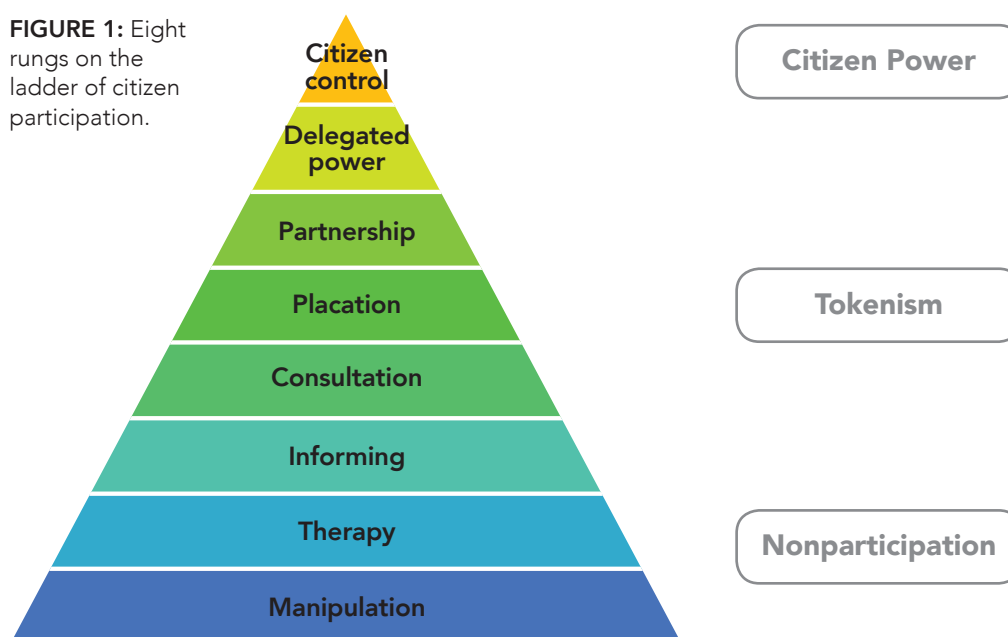 FIGURE 1: Eight
rungs on the
ladder of citizen
participation.
Citizen
control
Delegated
power
Partnership
Placation
Consultation
Informing
Therapy
Manipulation
Citizen Power
Tokenism
Nonparticipation